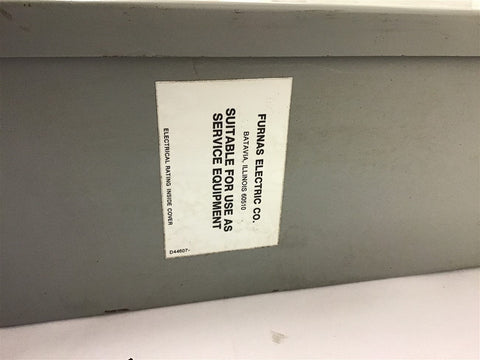 FURNAS ELECTRIC CO.
BATAVIA, ILLINOIS 60510
SUITABLE FOR USE AS
SERVICE EQUIPMENT
ELECTRICAL RATING INSIDE COVER
D44607-